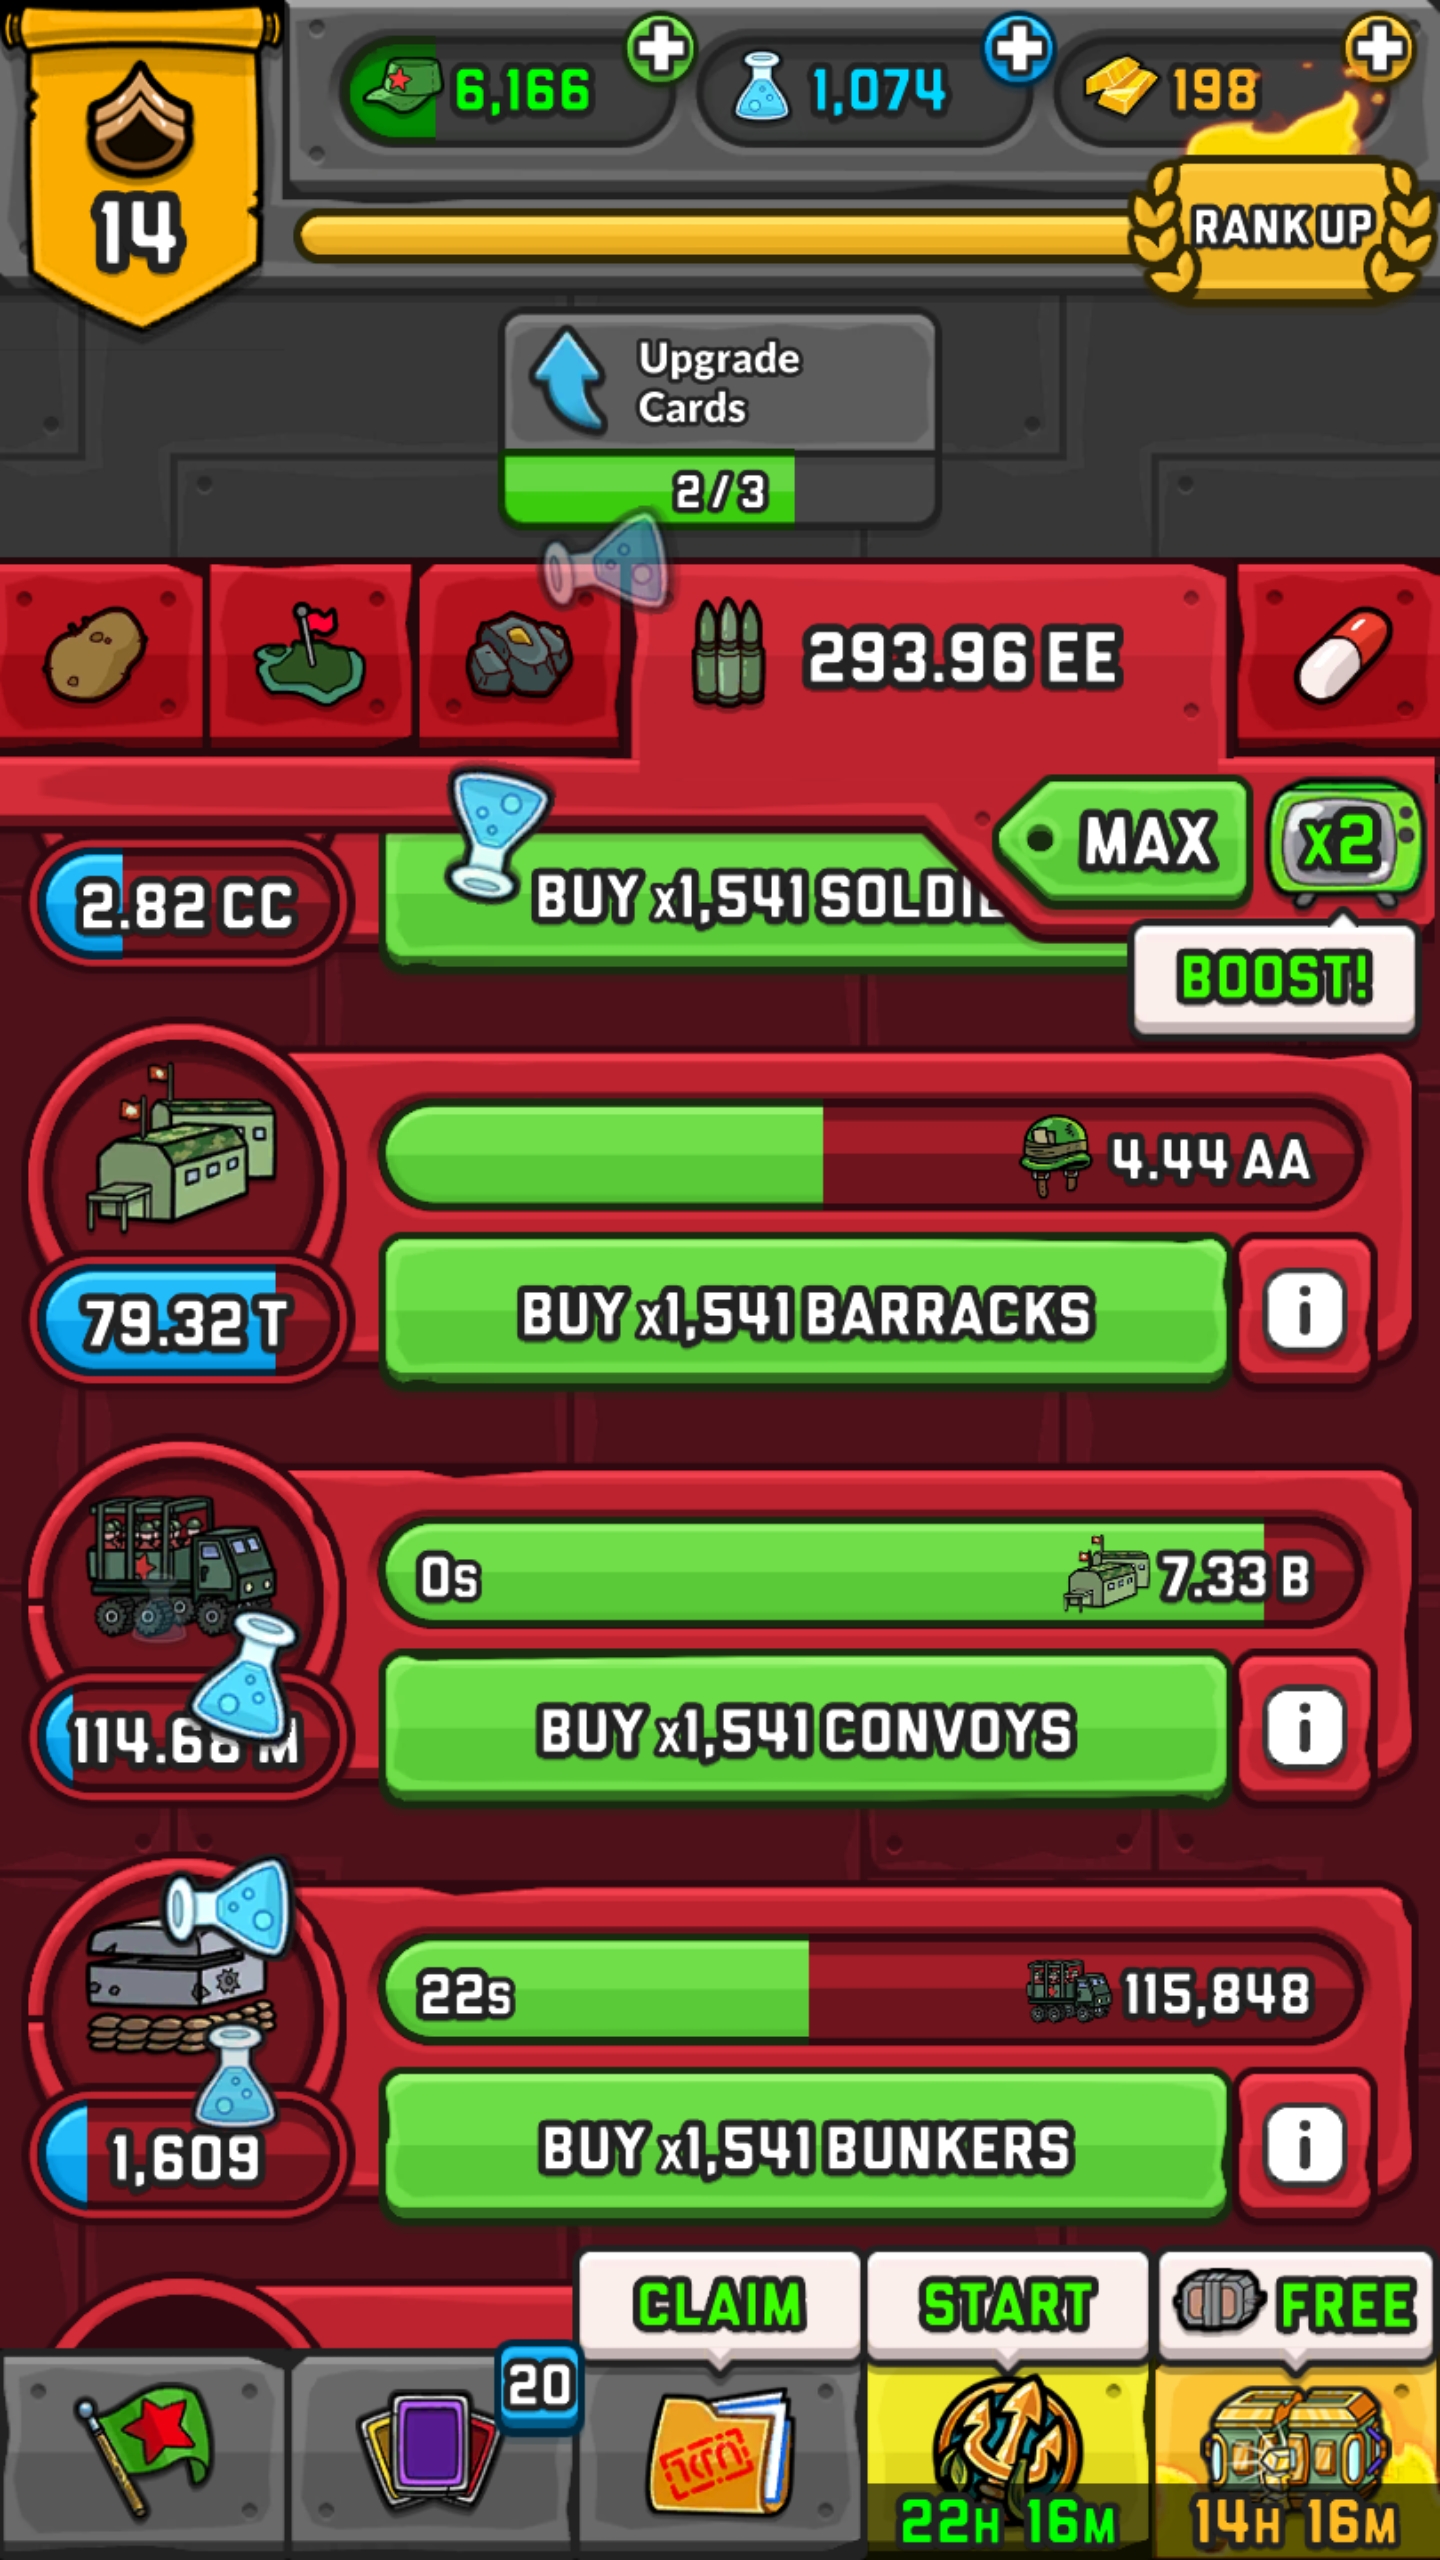 6,166
1,074
198
14
RANK UP
Upgrade
Cards
2/3
293.96 EE
MAX
x2
2.82 CC
BUY x1,541 SOLDIE
BOOST!
4.44 AA
79.32 T
BUY x1,541 BARRACKS
i
0s
7.33 B
114.68 M
BUY x1,541 CONVOYS
i
22s
115,848
1,609
BUY x1,541 BUNKERS
i
CLAIM
START
FREE
20
22H 16M
14H 16M